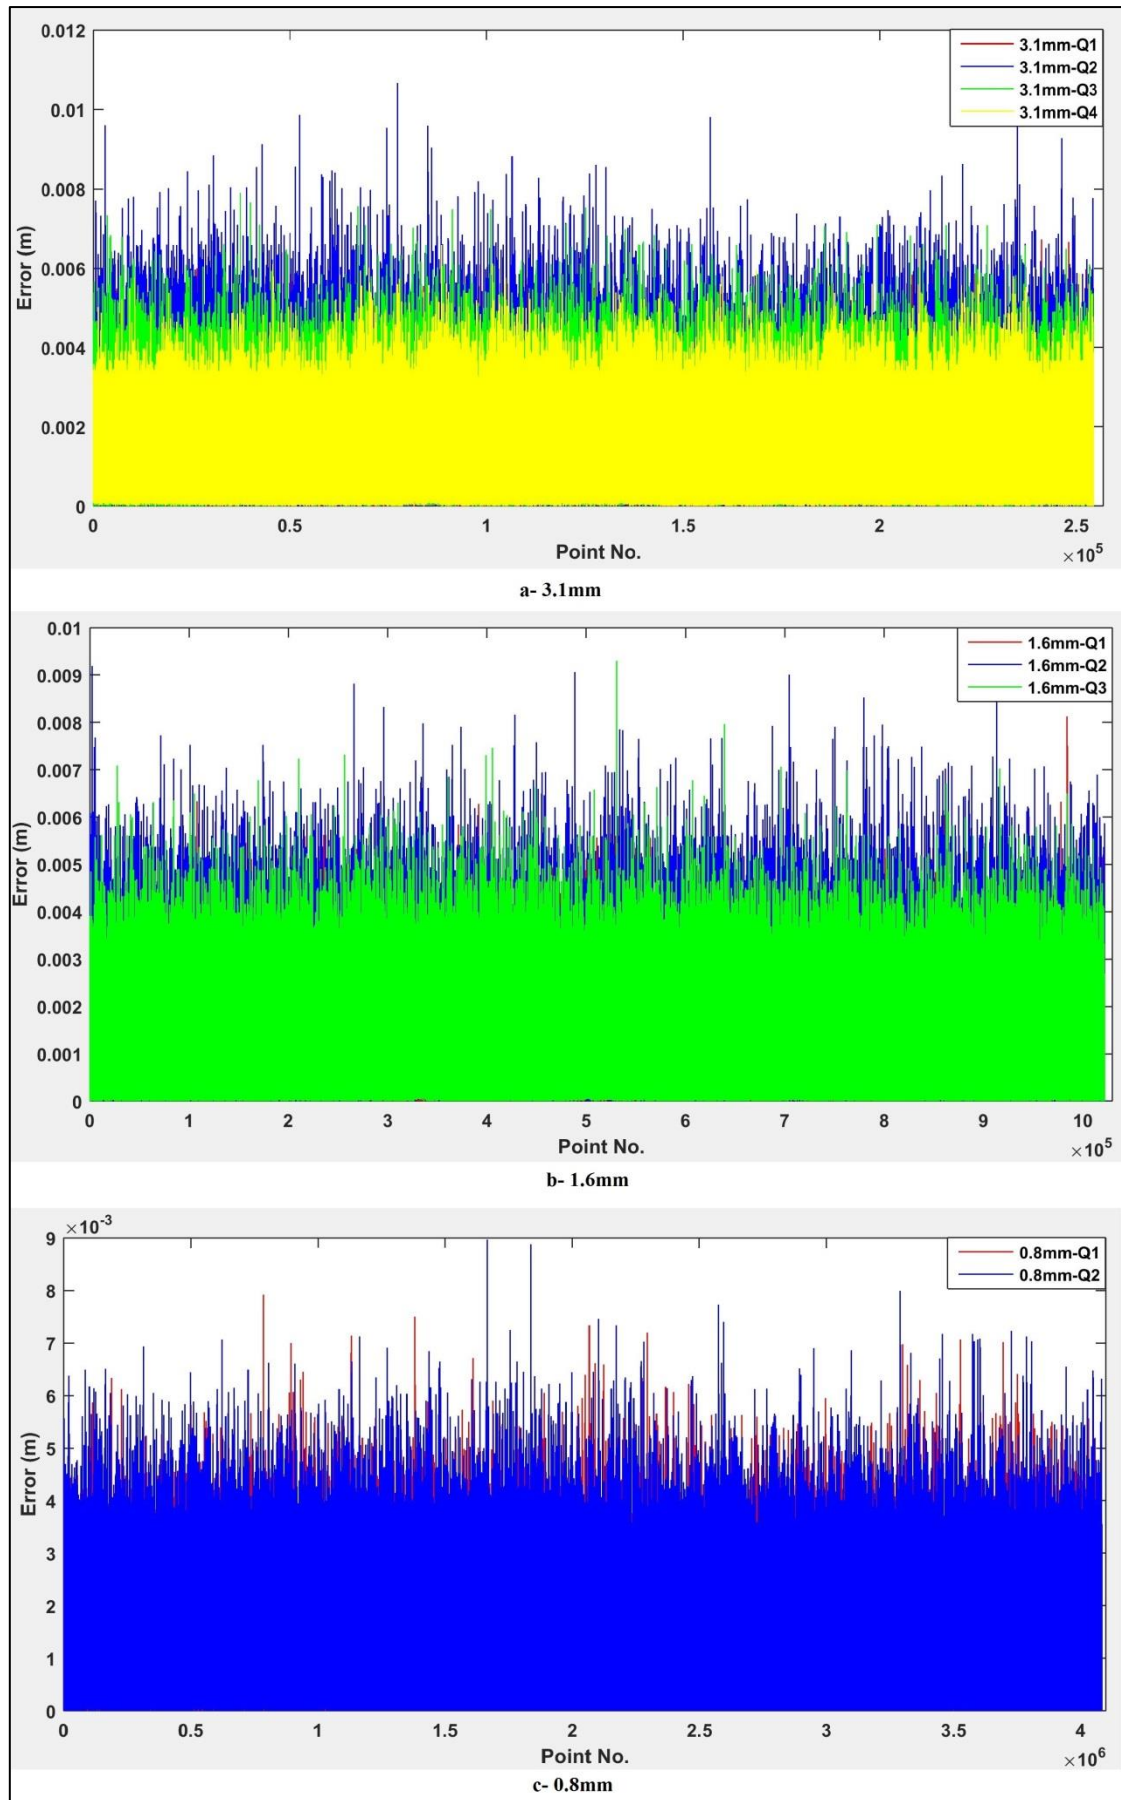 0.012
0.01
0.008
0.006
0.004
0.002
0
Error (m)
3.1mm-Q1
3.1mm-Q2
3.1mm-Q3
3.1mm-Q4
0 0.5 1 1.5 2 2.5
Point No.
×10^5
a- 3.1mm
0.01
0.009
0.008
0.007
0.006
0.005
0.004
0.003
0.002
0.001
0
Error (m)
1.6mm-Q1
1.6mm-Q2
1.6mm-Q3
0 1 2 3 4 5 6 7 8 9 10
Point No.
×10^5
b- 1.6mm
×10^-3
9
8
7
6
5
4
3
2
1
0
Error (m)
0.8mm-Q1
0.8mm-Q2
0 0.5 1 1.5 2 2.5 3 3.5 4
Point No.
×10^6
c- 0.8mm